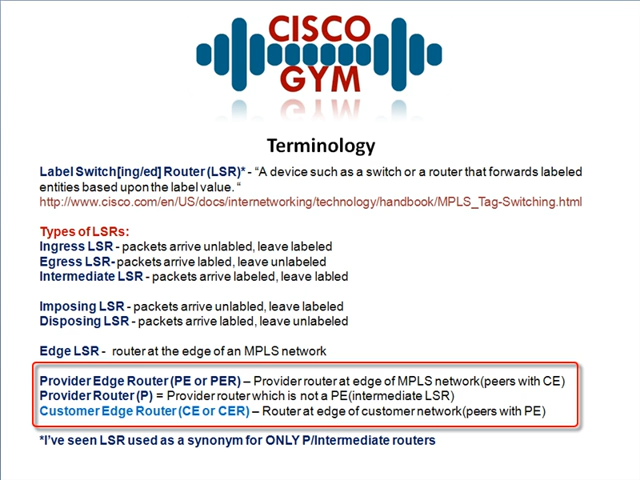 CISCO
GYM
Terminology
Label Switch[ing/ed] Router (LSR)* - “A device such as a switch or a router that forwards labeled
entities based upon the label value. “
http://www.cisco.com/en/US/docs/internetworking/technology/handbook/MPLS_Tag-Switching.html
Types of LSRs:
Ingress LSR - packets arrive unlabled, leave labeled
Egress LSR- packets arrive labled, leave unlabeled
Intermediate LSR - packets arrive labeled, leave labled
Imposing LSR - packets arrive unlabled, leave labeled
Disposing LSR - packets arrive labled, leave unlabeled
Edge LSR - router at the edge of an MPLS network
Provider Edge Router (PE or PER) – Provider router at edge of MPLS network(peers with CE)
Provider Router (P) = Provider router which is not a PE(intermediate LSR)
Customer Edge Router (CE or CER) – Router at edge of customer network(peers with PE)
*I’ve seen LSR used as a synonym for ONLY P/Intermediate routers